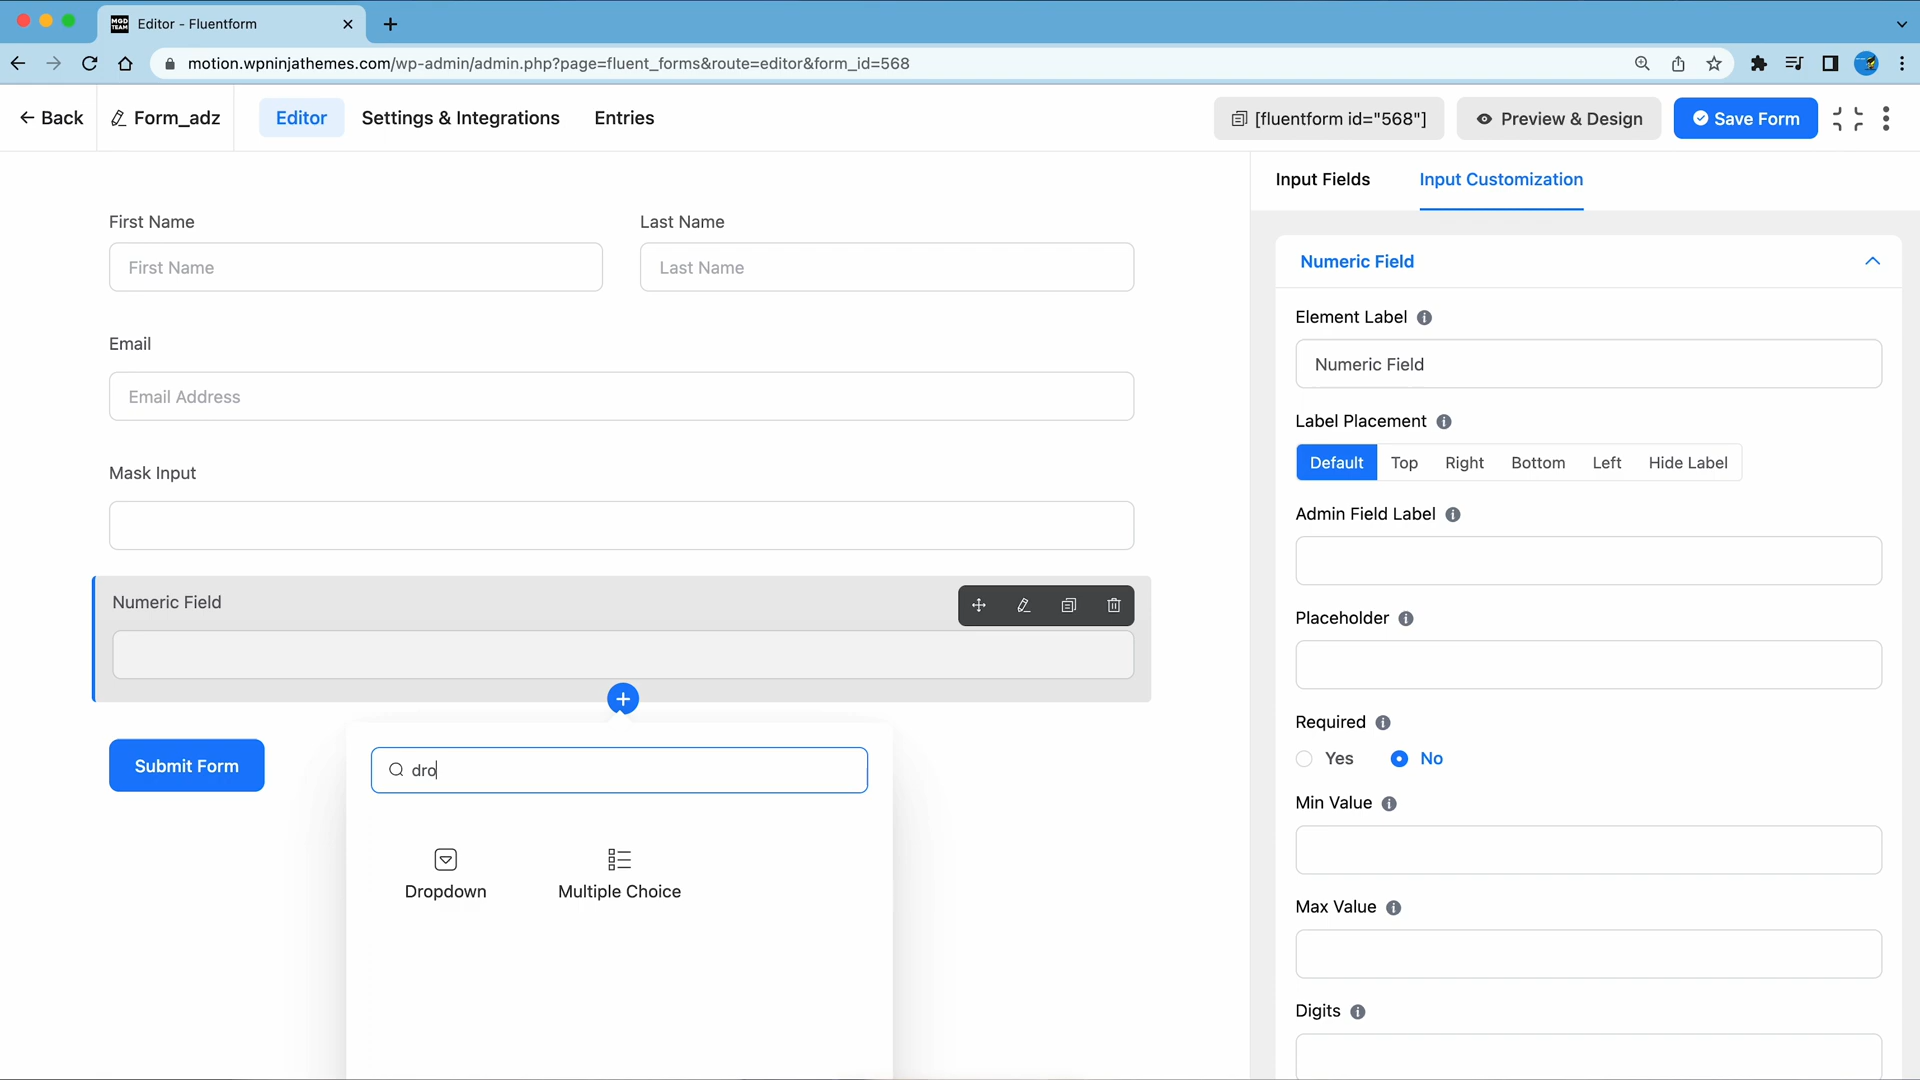 MGD TEAM Editor - Fluentform
motion.wpninjathemes.com/wp-admin/admin.php?page=fluent_forms&route=editor&form_id=568
Back Form_adz Editor Settings & Integrations Entries [fluentform id="568"] Preview & Design Save Form
Input Fields Input Customization
First Name Last Name
First Name Last Name
Email
Email Address
Mask Input
Numeric Field
Submit Form
dro
Dropdown Multiple Choice
Numeric Field
Element Label
Numeric Field
Label Placement
Default Top Right Bottom Left Hide Label
Admin Field Label
Placeholder
Required
Yes No
Min Value
Max Value
Digits